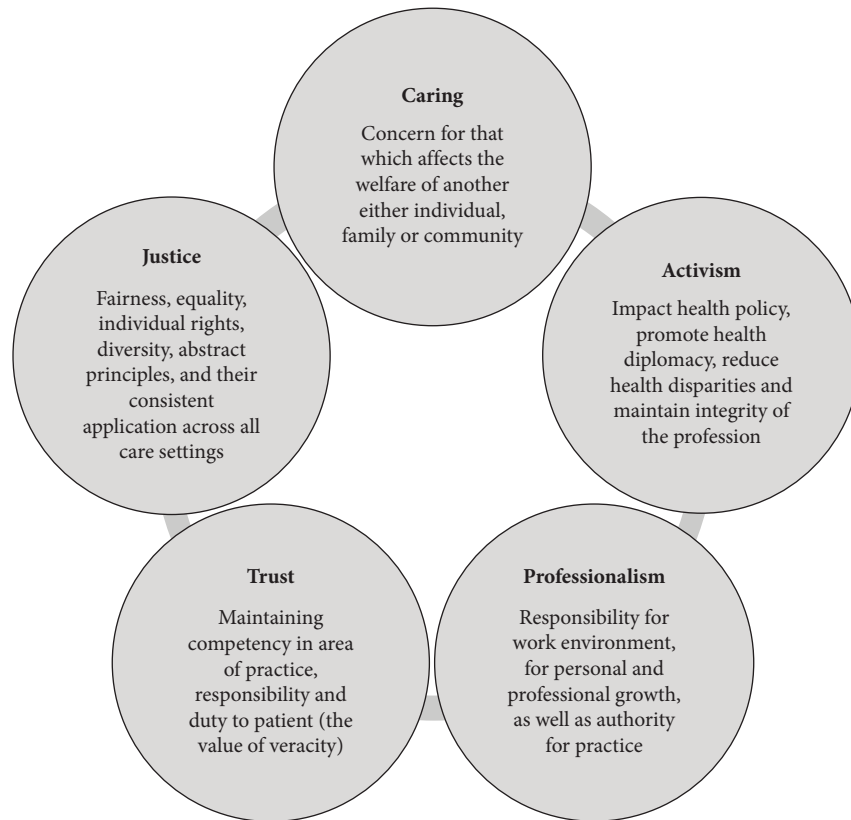 Caring
Concern for that
which affects the
welfare of another
either individual,
family or community
Activism
Impact health policy,
promote health
diplomacy, reduce
health disparities and
maintain integrity of
the profession
Professionalism
Responsibility for
work environment,
for personal and
professional growth,
as well as authority
for practice
Trust
Maintaining
competency in area
of practice,
responsibility and
duty to patient (the
value of veracity)
Justice
Fairness, equality,
individual rights,
diversity, abstract
principles, and their
consistent
application across all
care settings